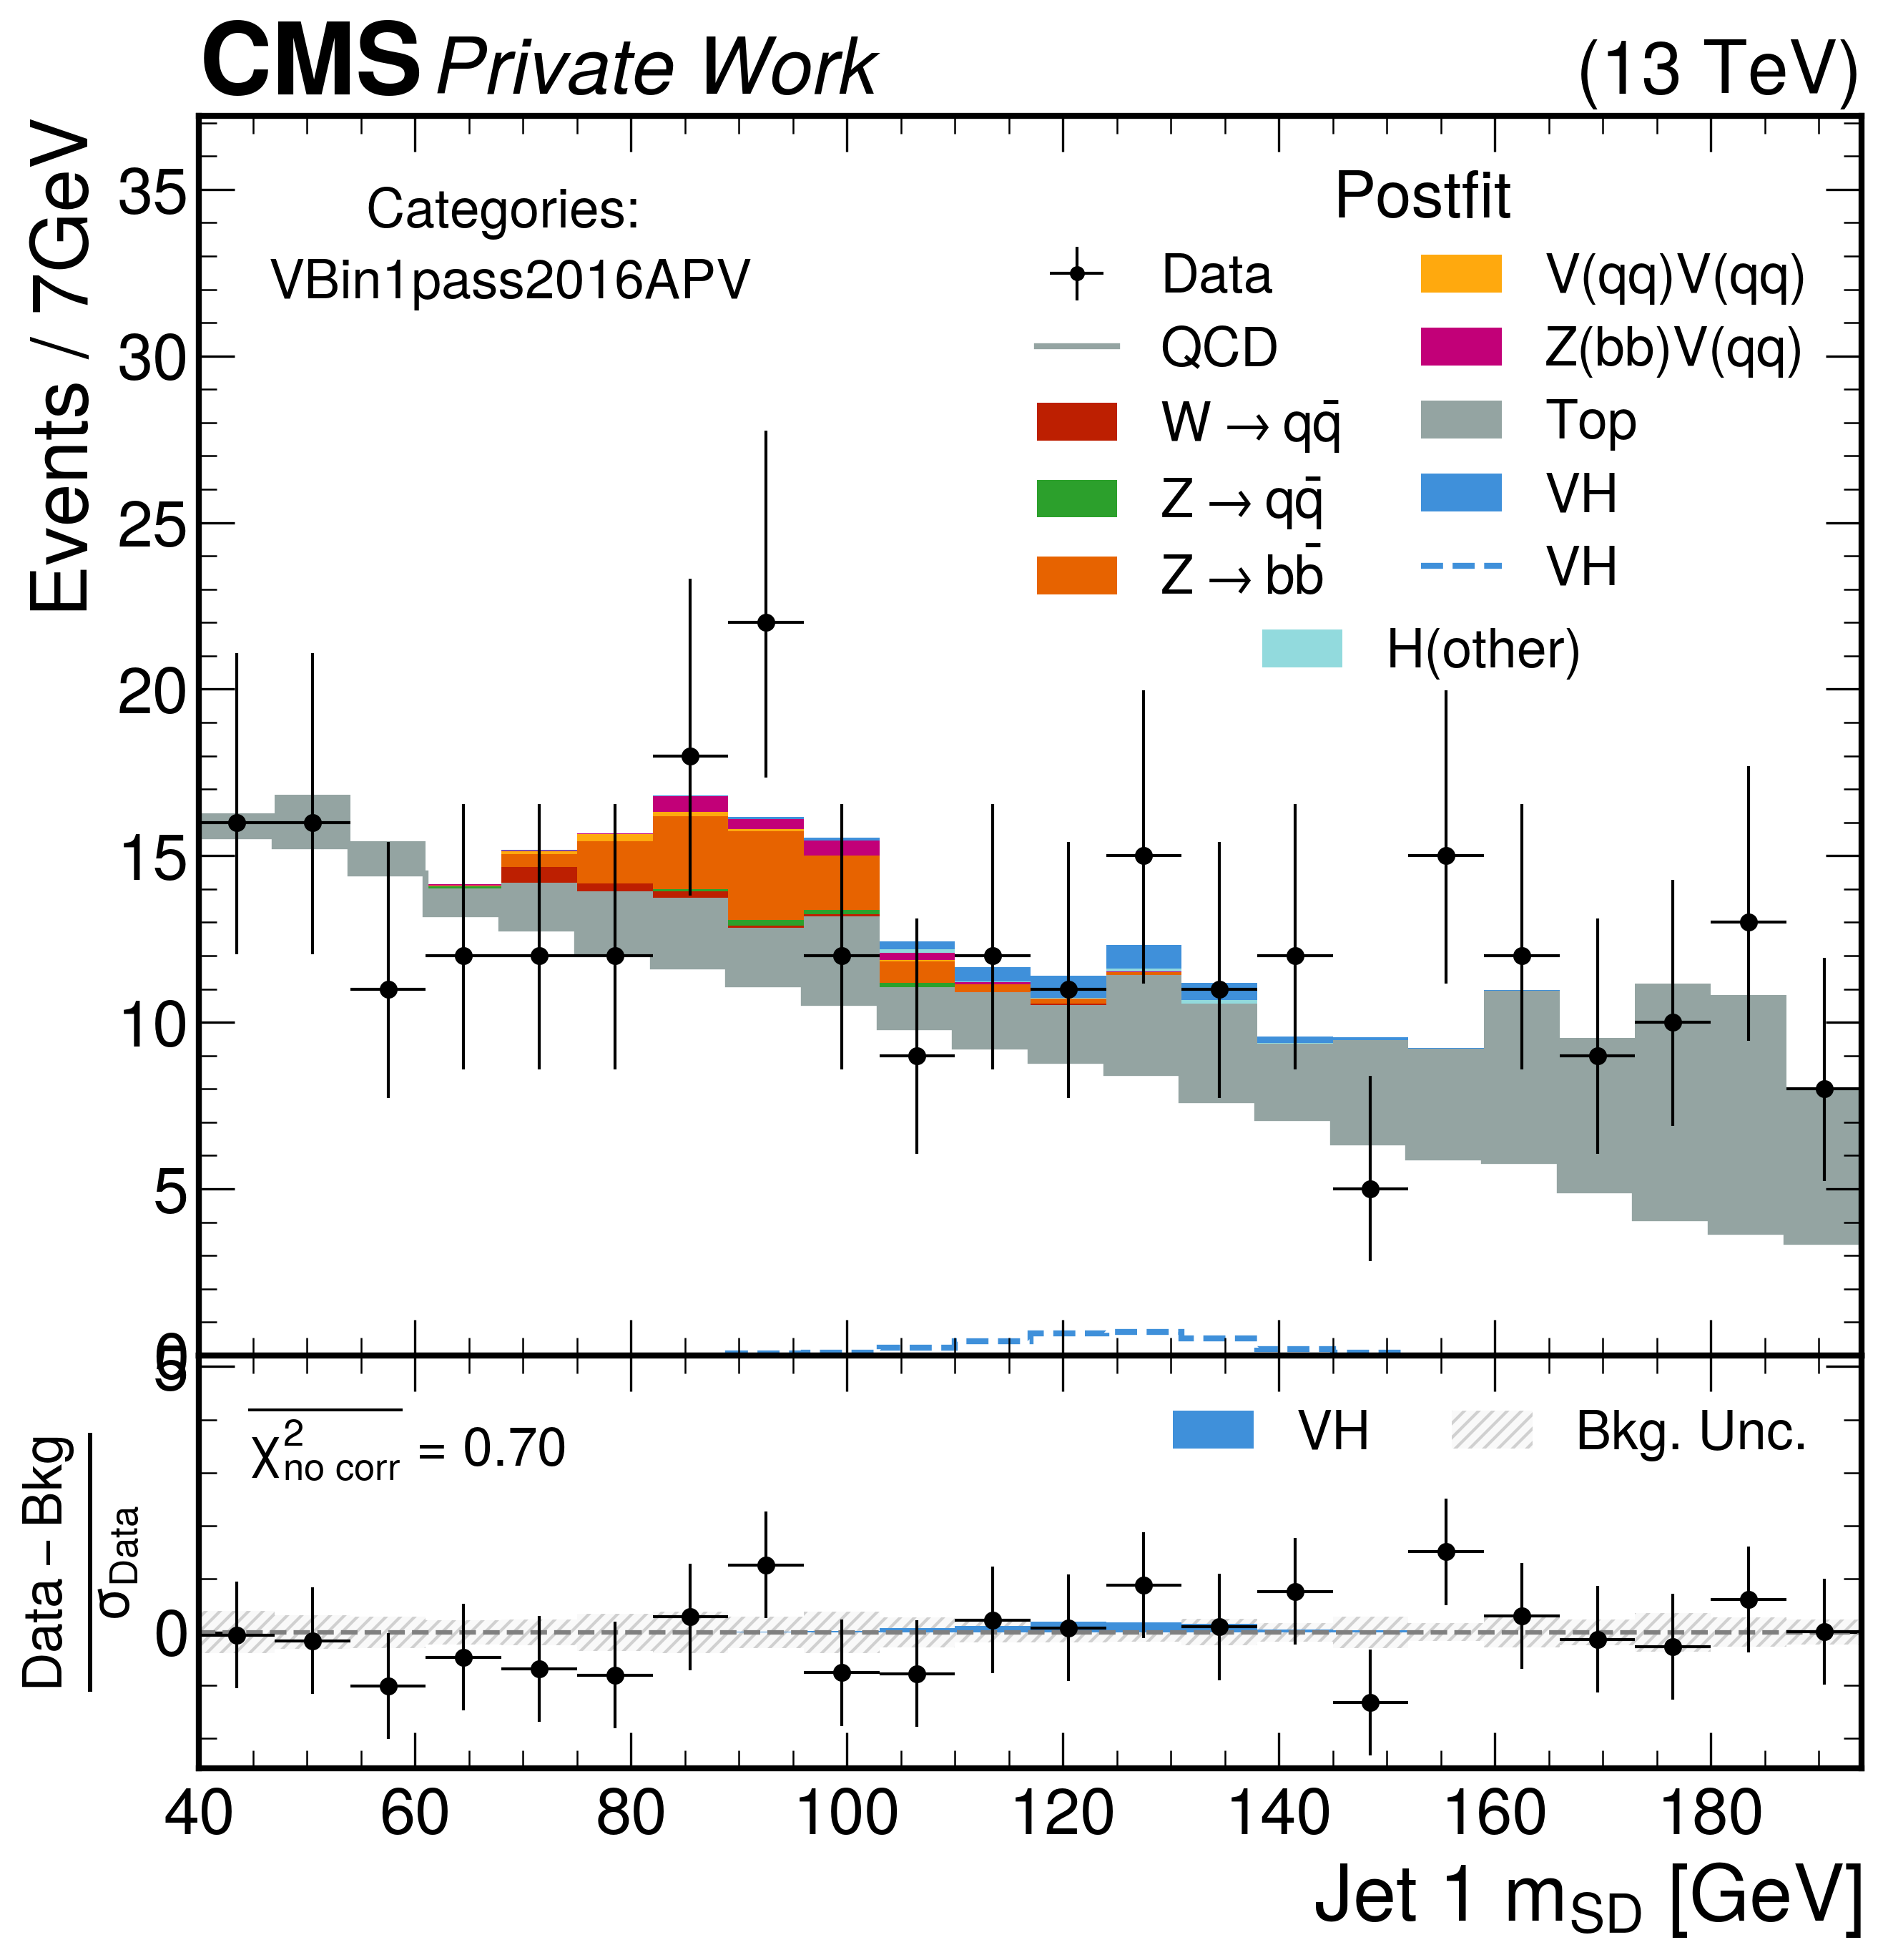 CMS Private Work (13 TeV)
Events / 7GeV
35
30
25
20
15
10
5
0
Categories:
VBin1pass2016APV
Postfit
Data
QCD
W → qq̄
Z → qq̄
Z → bb̄
V(qq)V(qq)
Z(bb)V(qq)
Top
VH
VH
H(other)
Data − Bkg
σData
5
0
χ²no corr = 0.70
VH
Bkg. Unc.
40 60 80 100 120 140 160 180
Jet 1 mSD [GeV]